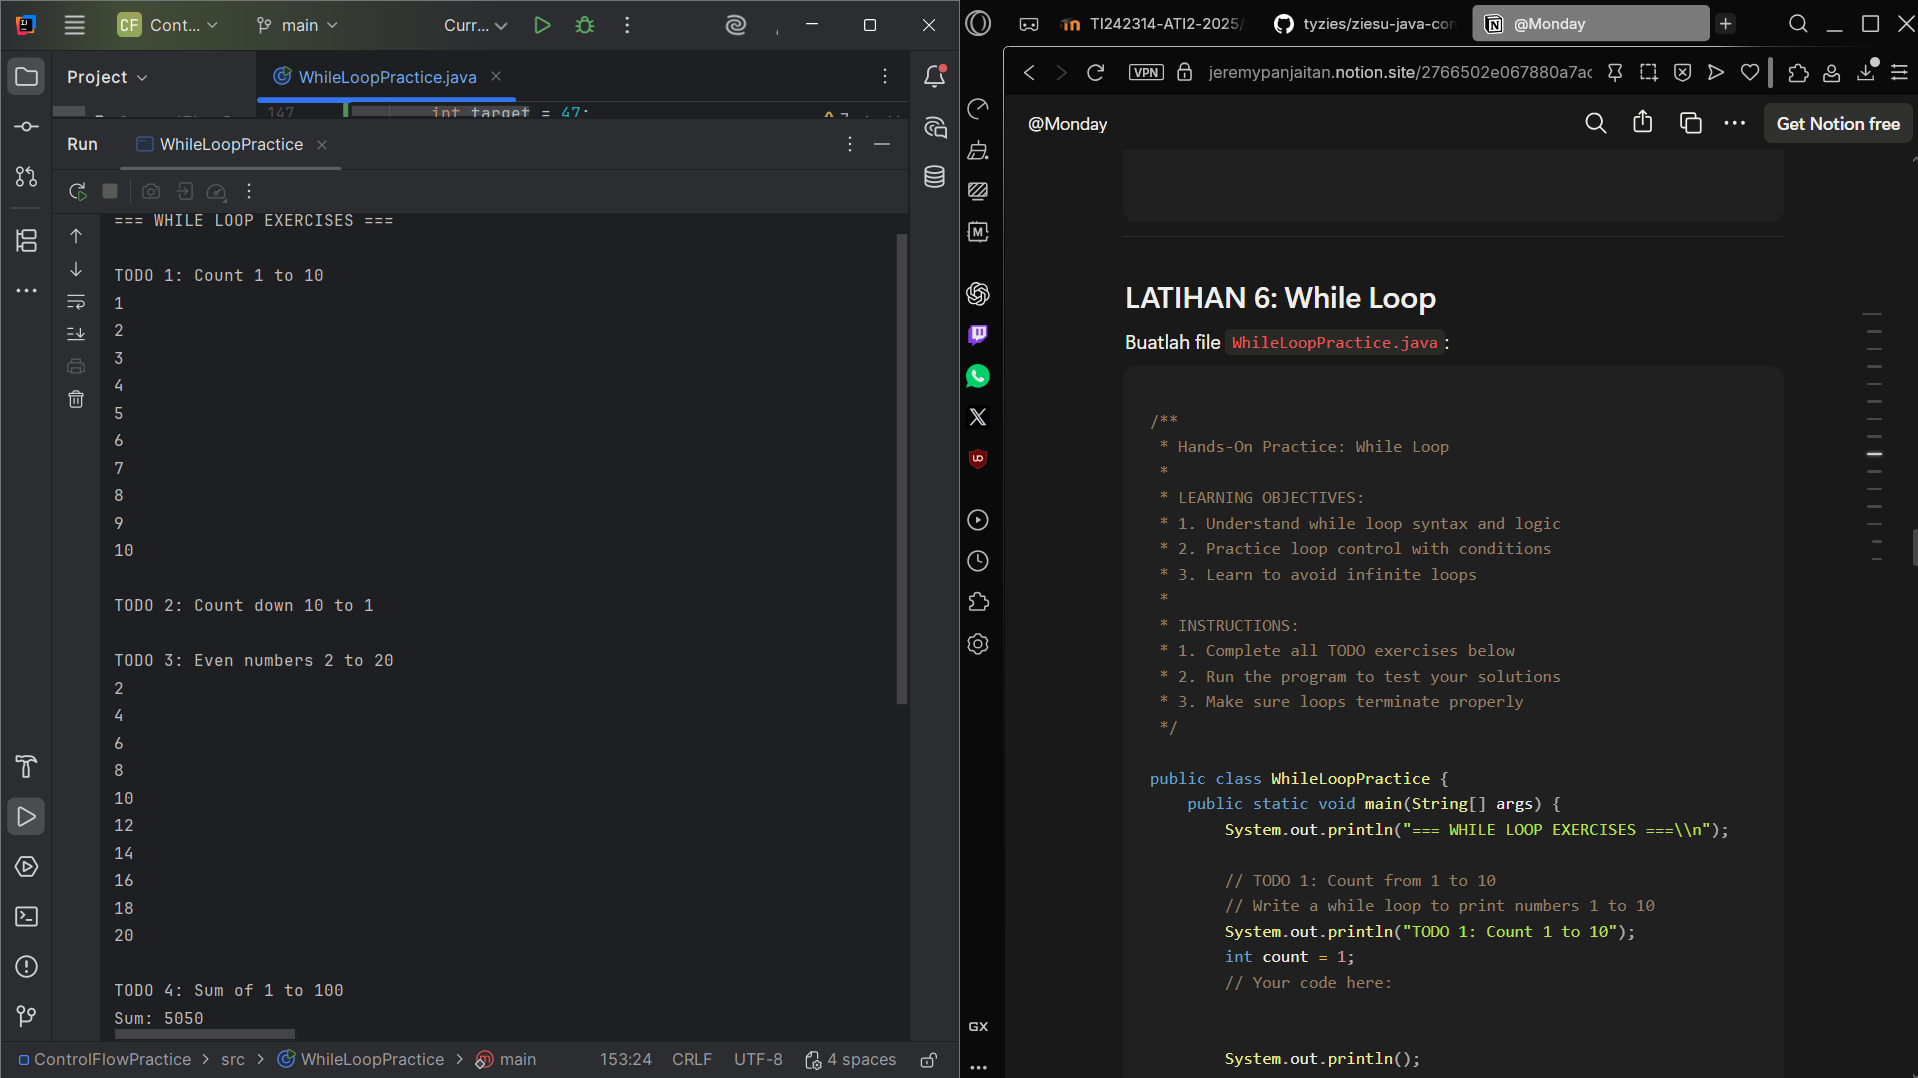 CF Cont...
main
Curr...
Project
WhileLoopPractice.java
147 int target = 47;
Run
WhileLoopPractice
=== WHILE LOOP EXERCISES ===
TODO 1: Count 1 to 10
1
2
3
4
5
6
7
8
9
10
TODO 2: Count down 10 to 1
TODO 3: Even numbers 2 to 20
2
4
6
8
10
12
14
16
18
20
TODO 4: Sum of 1 to 100
Sum: 5050
ControlFlowPractice > src > WhileLoopPractice > main
153:24 CRLF UTF-8 4 spaces
TI242314-ATI2-2025/
tyzies/ziesu-java-con
@Monday
VPN
jeremypanjaitan.notion.site/2766502e067880a7ac
@Monday
Get Notion free
LATIHAN 6: While Loop
Buatlah file WhileLoopPractice.java:
/**
* Hands-On Practice: While Loop
*
* LEARNING OBJECTIVES:
* 1. Understand while loop syntax and logic
* 2. Practice loop control with conditions
* 3. Learn to avoid infinite loops
*
* INSTRUCTIONS:
* 1. Complete all TODO exercises below
* 2. Run the program to test your solutions
* 3. Make sure loops terminate properly
*/
public class WhileLoopPractice {
public static void main(String[] args) {
System.out.println("=== WHILE LOOP EXERCISES ===\\n");
// TODO 1: Count from 1 to 10
// Write a while loop to print numbers 1 to 10
System.out.println("TODO 1: Count 1 to 10");
int count = 1;
// Your code here:
System.out.println();
GX